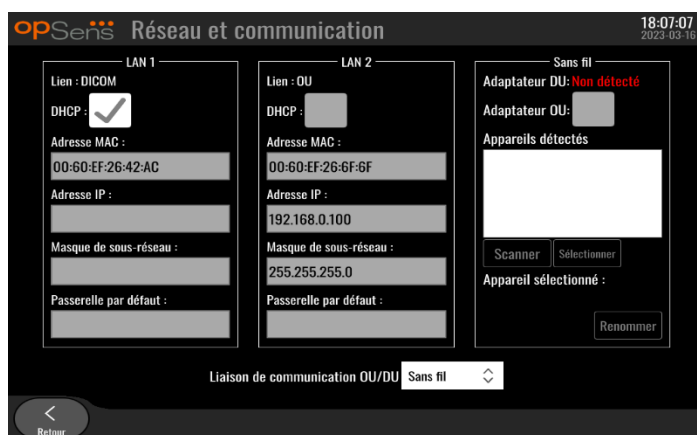 opSens Réseau et communication
18:07:07
2023-03-16
LAN 1
Lien : DICOM
DHCP :
Adresse MAC :
00:60:EF:26:42:AC
Adresse IP :
Masque de sous-réseau :
Passerelle par défaut :
LAN 2
Lien : OU
DHCP :
Adresse MAC :
00:60:EF:26:6F:6F
Adresse IP :
192.168.0.100
Masque de sous-réseau :
255.255.255.0
Passerelle par défaut :
Sans fil
Adaptateur DU: Non détecté
Adaptateur OU:
Appareils détectés
Scanner Sélectionner
Appareil sélectionné :
Renommer
Liaison de communication OU/DU Sans fil
Retour